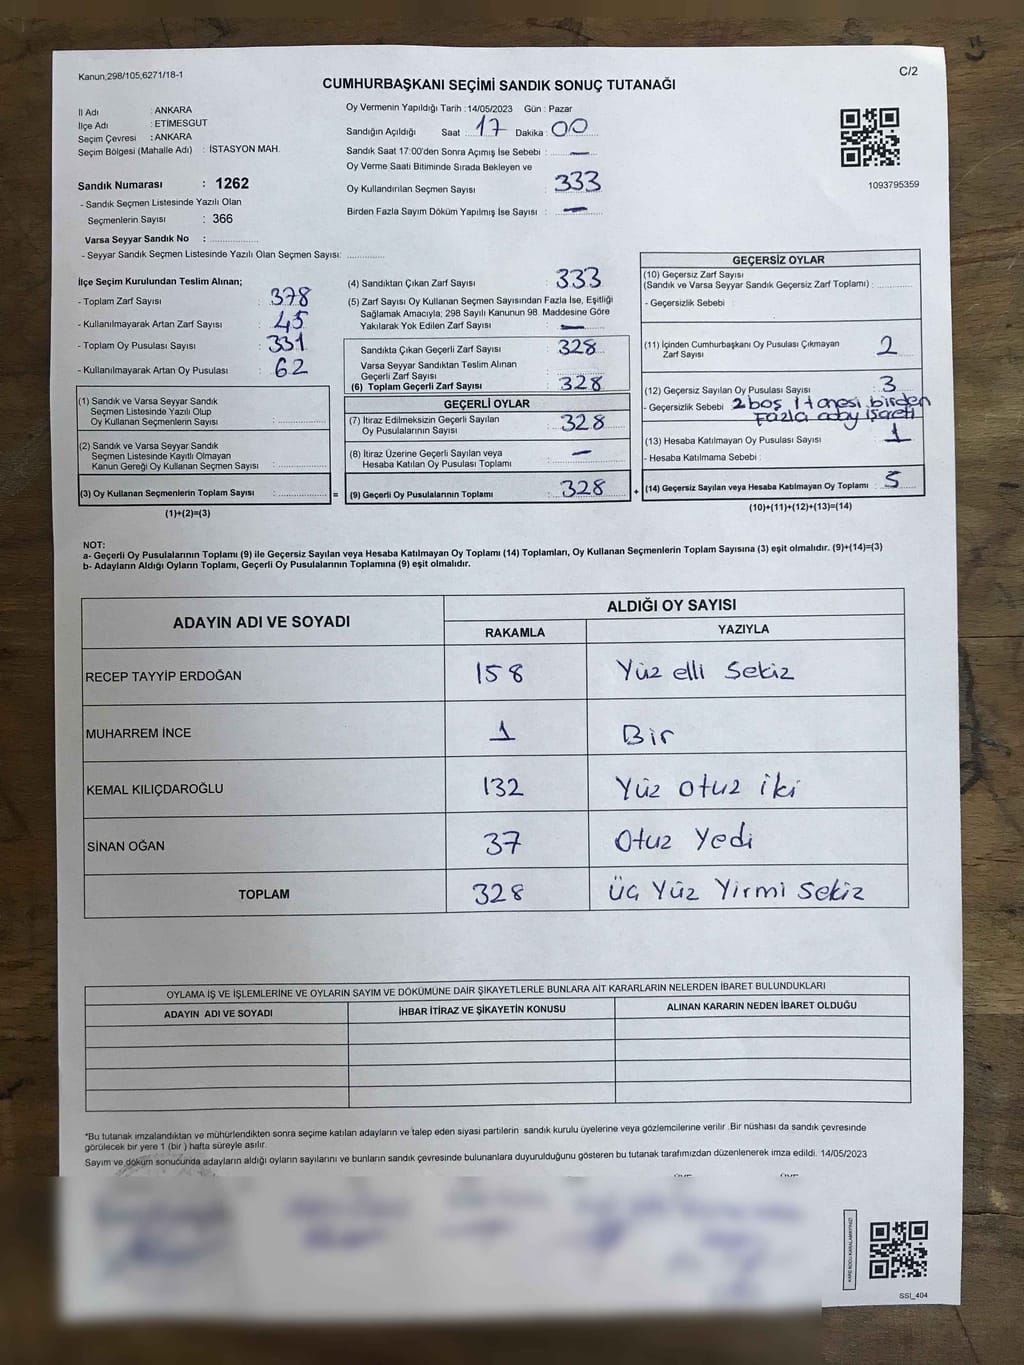 Kanun,298/105,6271/18-1
C/2
CUMHURBAŞKANI SEÇİMİ SANDIK SONUÇ TUTANAĞI
İl Adı : ANKARA
İlçe Adı : ETİMESGUT
Seçim Çevresi : ANKARA
Seçim Bölgesi (Mahalle Adı) : İSTASYON MAH.
Sandık Numarası : 1262
- Sandık Seçmen Listesinde Yazılı Olan
Seçmenlerin Sayısı : 366
Varsa Seyyar Sandık No :
- Seyyar Sandık Seçmen Listesinde Yazılı Olan Seçmen Sayısı:
Oy Vermenin Yapıldığı Tarih : 14/05/2023 Gün : Pazar
Sandığın Açıldığı Saat : 17 Dakika : 00
Sandık Saat 17:00'den Sonra Açımış İse Sebebi : —
Oy Verme Saati Bitiminde Sırada Bekleyen ve
Oy Kullandırılan Seçmen Sayısı : 333
Birden Fazla Sayım Döküm Yapılmış İse Sayısı : —
1093795359
İlçe Seçim Kurulundan Teslim Alınan;
- Toplam Zarf Sayısı : 378
- Kullanılmayarak Artan Zarf Sayısı : 45
- Toplam Oy Pusulası Sayısı : 331
- Kullanılmayarak Artan Oy Pusulası : 62
(1) Sandık ve Varsa Seyyar Sandık
Seçmen Listesinde Yazılı Olup
Oy Kullanan Seçmenlerin Sayısı :
(2) Sandık ve Varsa Seyyar Sandık
Seçmen Listesinde Kayıtlı Olmayan
Kanun Gereği Oy Kullanan Seçmen Sayısı :
(3) Oy Kullanan Seçmenlerin Toplam Sayısı : =
(1)+(2)=(3)
(4) Sandıktan Çıkan Zarf Sayısı : 333
(5) Zarf Sayısı Oy Kullanan Seçmen Sayısından Fazla İse, Eşitliği
Sağlamak Amacıyla; 298 Sayılı Kanunun 98. Maddesine Göre
Yakılarak Yok Edilen Zarf Sayısı : —
Sandıkta Çıkan Geçerli Zarf Sayısı : 328
Varsa Seyyar Sandıktan Teslim Alınan
Geçerli Zarf Sayısı :
(6) Toplam Geçerli Zarf Sayısı : 328
GEÇERLİ OYLAR
(7) İtiraz Edilmeksizin Geçerli Sayılan
Oy Pusulalarının Sayısı : 328
(8) İtiraz Üzerine Geçerli Sayılan veya
Hesaba Katılan Oy Pusulası Toplamı : —
(9) Geçerli Oy Pusulalarının Toplamı : 328 +
GEÇERSİZ OYLAR
(10) Geçersiz Zarf Sayısı
(Sandık ve Varsa Seyyar Sandık Geçersiz Zarf Toplamı) :
- Geçersizlik Sebebi :
(11) İçinden Cumhurbaşkanı Oy Pusulası Çıkmayan
Zarf Sayısı : 2
(12) Geçersiz Sayılan Oy Pusulası Sayısı : 3
- Geçersizlik Sebebi 2 boş 1 tanesi birden
fazla aday işareti
(13) Hesaba Katılmayan Oy Pusulası Sayısı : 1
- Hesaba Katılmama Sebebi :
(14) Geçersiz Sayılan veya Hesaba Katılmayan Oy Toplamı : 5
(10)+(11)+(12)+(13)=(14)
NOT:
a- Geçerli Oy Pusulalarının Toplamı (9) ile Geçersiz Sayılan veya Hesaba Katılmayan Oy Toplamı (14) Toplamları, Oy Kullanan Seçmenlerin Toplam Sayısına (3) eşit olmalıdır. (9)+(14)=(3)
b- Adayların Aldığı Oyların Toplamı, Geçerli Oy Pusulalarının Toplamına (9) eşit olmalıdır.
ADAYIN ADI VE SOYADI
ALDIĞI OY SAYISI
RAKAMLA YAZIYLA
RECEP TAYYİP ERDOĞAN 158 Yüz elli Sekiz
MUHARREM İNCE 1 Bir
KEMAL KILIÇDAROĞLU 132 Yüz otuz iki
SİNAN OĞAN 37 Otuz Yedi
TOPLAM 328 Üç Yüz Yirmi Sekiz
OYLAMA İŞ VE İŞLEMLERİNE VE OYLARIN SAYIM VE DÖKÜMÜNE DAİR ŞİKAYETLERLE BUNLARA AİT KARARLARIN NELERDEN İBARET BULUNDUKLARI
ADAYIN ADI VE SOYADI İHBAR İTİRAZ VE ŞİKAYETİN KONUSU ALINAN KARARIN NEDEN İBARET OLDUĞU
*Bu tutanak imzalandıktan ve mühürlendikten sonra seçime katılan adayların ve talep eden siyasi partilerin sandık kurulu üyelerine veya gözlemcilerine verilir .Bir nüshası da sandık çevresinde
görülecek bir yere 1 (bir ) hafta süreyle asılır.
Sayım ve döküm sonucunda adayların aldığı oyların sayılarını ve bunların sandık çevresinde bulunanlara duyurulduğunu gösteren bu tutanak tarafımızdan düzenlenerek imza edildi. 14/05/2023
KARE KODU KARALAMAYINIZ!
SSI_404